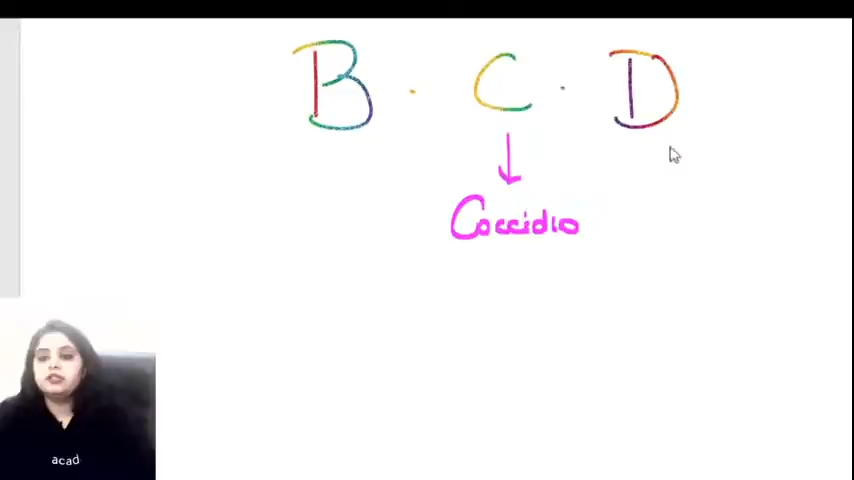 B . C . D
Coccidio
acad